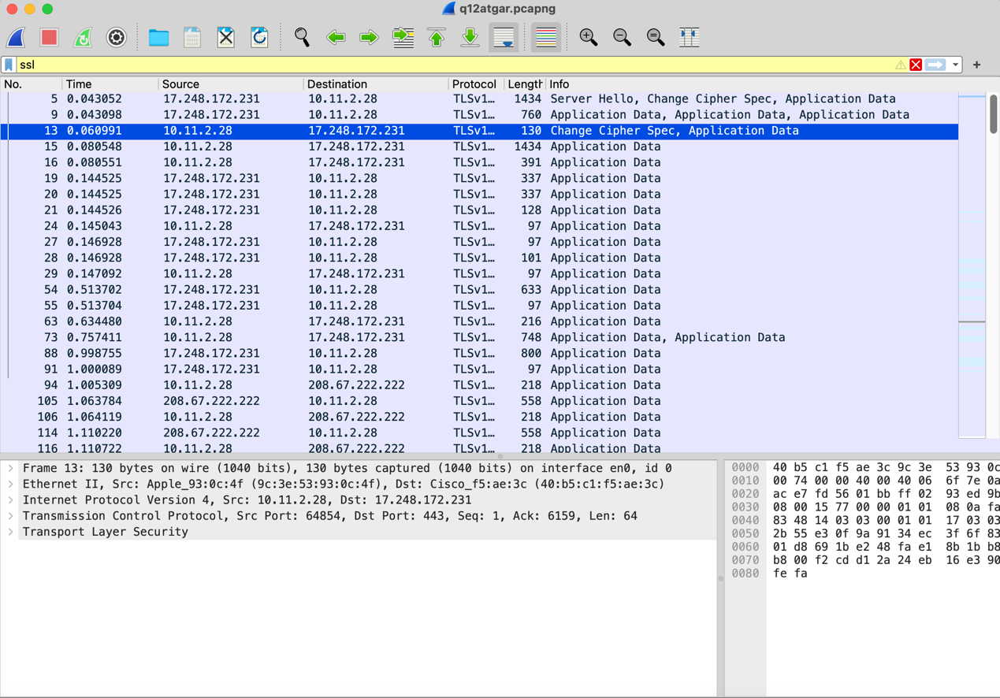 q12atgar.pcapng
ssl
No. Time Source Destination Protocol Length Info
5 0.043052 17.248.172.231 10.11.2.28 TLSv1… 1434 Server Hello, Change Cipher Spec, Application Data
9 0.043098 17.248.172.231 10.11.2.28 TLSv1… 760 Application Data, Application Data, Application Data
13 0.060991 10.11.2.28 17.248.172.231 TLSv1… 130 Change Cipher Spec, Application Data
15 0.080548 10.11.2.28 17.248.172.231 TLSv1… 1434 Application Data
16 0.080551 10.11.2.28 17.248.172.231 TLSv1… 391 Application Data
19 0.144525 17.248.172.231 10.11.2.28 TLSv1… 337 Application Data
20 0.144525 17.248.172.231 10.11.2.28 TLSv1… 337 Application Data
21 0.144526 17.248.172.231 10.11.2.28 TLSv1… 128 Application Data
24 0.145043 10.11.2.28 17.248.172.231 TLSv1… 97 Application Data
27 0.146928 17.248.172.231 10.11.2.28 TLSv1… 97 Application Data
28 0.146928 17.248.172.231 10.11.2.28 TLSv1… 101 Application Data
29 0.147092 10.11.2.28 17.248.172.231 TLSv1… 97 Application Data
54 0.513702 17.248.172.231 10.11.2.28 TLSv1… 633 Application Data
55 0.513704 17.248.172.231 10.11.2.28 TLSv1… 97 Application Data
63 0.634480 10.11.2.28 17.248.172.231 TLSv1… 216 Application Data
73 0.757411 10.11.2.28 17.248.172.231 TLSv1… 748 Application Data, Application Data
88 0.998755 17.248.172.231 10.11.2.28 TLSv1… 800 Application Data
91 1.000089 17.248.172.231 10.11.2.28 TLSv1… 97 Application Data
94 1.005309 10.11.2.28 208.67.222.222 TLSv1… 218 Application Data
105 1.063784 208.67.222.222 10.11.2.28 TLSv1… 558 Application Data
106 1.064119 10.11.2.28 208.67.222.222 TLSv1… 218 Application Data
114 1.110220 208.67.222.222 10.11.2.28 TLSv1… 558 Application Data
116 1.110722 10.11.2.28 208.67.222.222 TLSv1… 218 Application Data
Frame 13: 130 bytes on wire (1040 bits), 130 bytes captured (1040 bits) on interface en0, id 0
Ethernet II, Src: Apple_93:0c:4f (9c:3e:53:93:0c:4f), Dst: Cisco_f5:ae:3c (40:b5:c1:f5:ae:3c)
Internet Protocol Version 4, Src: 10.11.2.28, Dst: 17.248.172.231
Transmission Control Protocol, Src Port: 64854, Dst Port: 443, Seq: 1, Ack: 6159, Len: 64
Transport Layer Security
0000 40 b5 c1 f5 ae 3c 9c 3e 53 93 0c
0010 00 74 00 00 40 00 40 06 6f 7e 0a
0020 ac e7 fd 56 01 bb ff 02 93 ed 9b
0030 08 00 15 77 00 00 01 01 08 0a fa
0040 83 48 14 03 03 00 01 01 17 03 03
0050 2b 55 e3 0f 9a 91 34 ec 3f 6f 83
0060 01 d8 69 1b e2 48 fa e1 8b 1b b8
0070 b8 00 f2 cd d1 2a 24 eb 16 e3 90
0080 fe fa